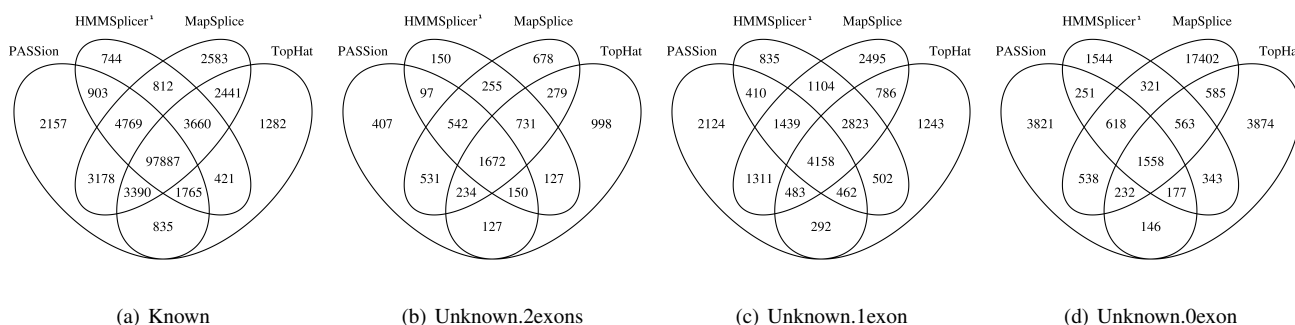 HMMSplicer¹ MapSplice
PASSion TopHat
744 2583
903 812 2441
2157 4769 3660 1282
97887
3178 421
3390 1765
835
(a) Known
HMMSplicer¹ MapSplice
PASSion TopHat
150 678
97 255 279
407 542 731 998
1672
531 127
234 150
127
(b) Unknown.2exons
HMMSplicer¹ MapSplice
PASSion TopHat
835 2495
410 1104 786
2124 1439 2823 1243
4158
1311 502
483 462
292
(c) Unknown.1exon
HMMSplicer¹ MapSplice
PASSion TopHat
1544 17402
251 321 585
3821 618 563 3874
1558
538 343
232 177
146
(d) Unknown.0exon